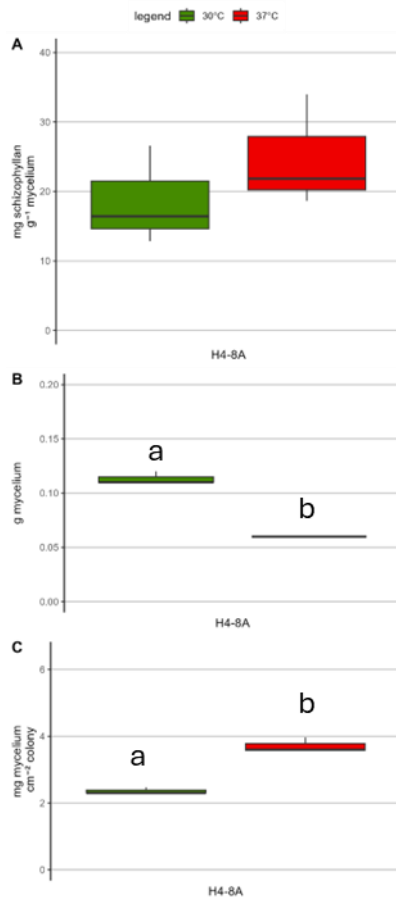 legend 30°C 37°C
A
mg schizophyllan
g⁻¹ mycelium
40
30
20
10
0
H4-8A
B
g mycelium
0.20
0.15
0.10
0.05
0.00
a
b
H4-8A
C
mg mycelium
cm⁻² colony
6
4
2
0
a
b
H4-8A